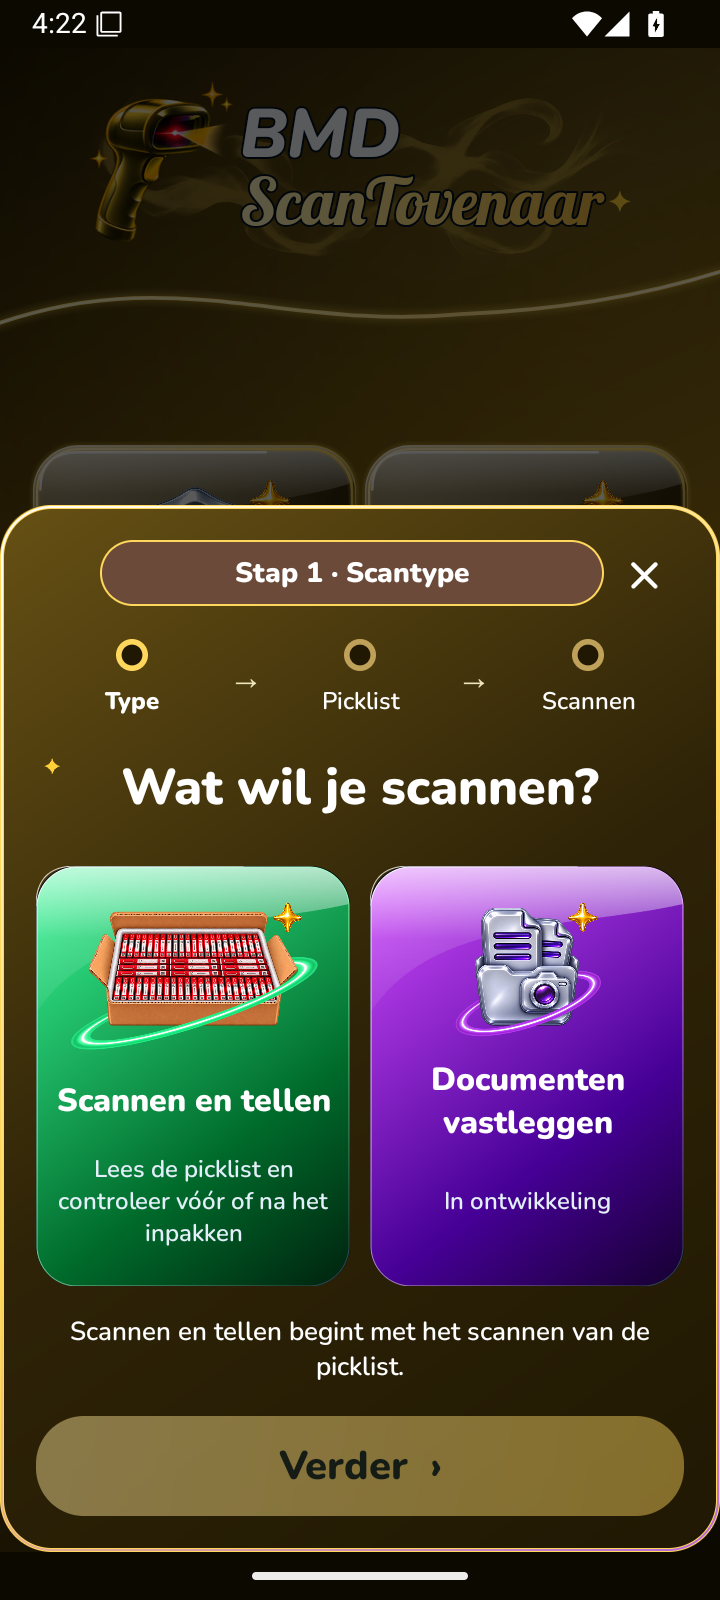 4:22
BMD
ScanTovenaar
Stap 1 · Scantype
Type
→
Picklist
→
Scannen
Wat wil je scannen?
Scannen en tellen
Lees de picklist en
controleer vóór of na het
inpakken
Documenten
vastleggen
In ontwikkeling
Scannen en tellen begint met het scannen van de
picklist.
Verder ›